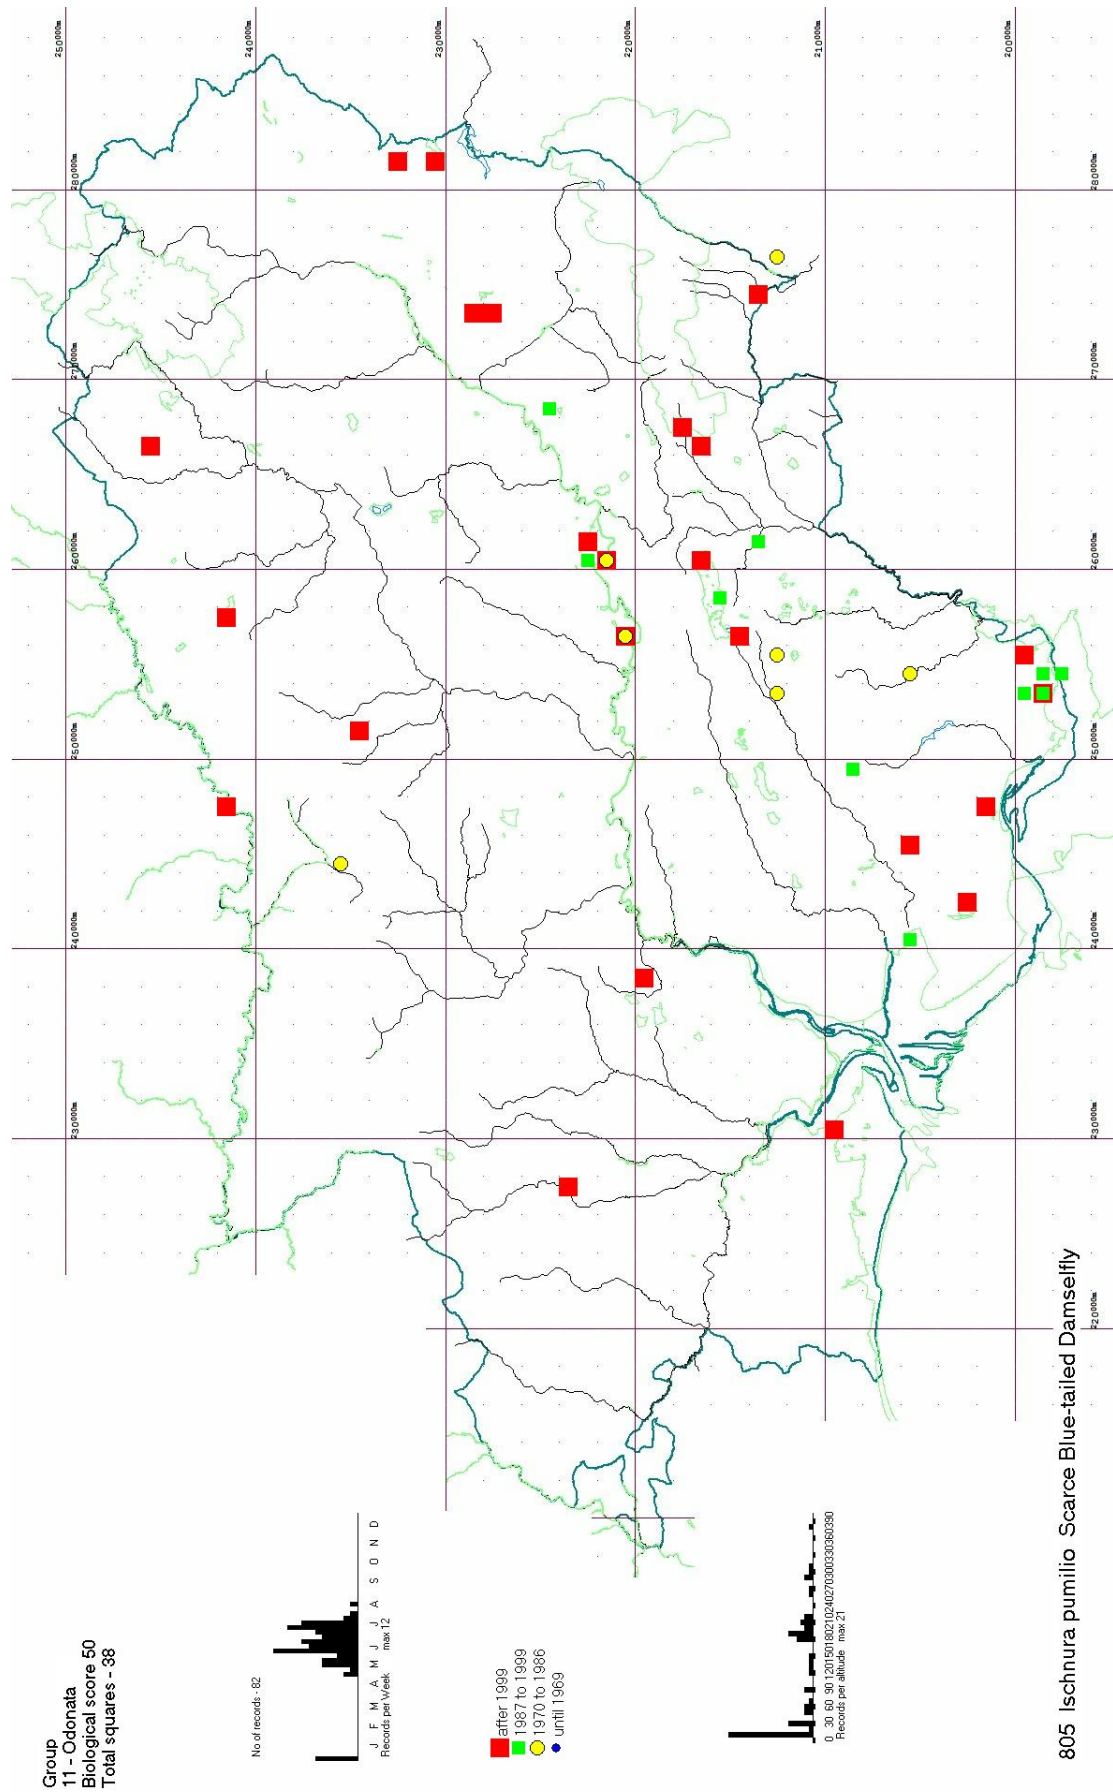 Group
11 - Odonata
Biological score 50
Total squares - 38
No of records - 82
J F M A M J J A S O N D
Records per Week max 12
after 1999
1987 to 1999
1970 to 1986
until 1969
0 30 60 90 120150180210240270300330360390
Records per altitude max 21
805 Ischnura pumilio Scarce Blue-tailed Damselfly
250000m
240000m
230000m
220000m
210000m
200000m
280000m
270000m
260000m
250000m
240000m
230000m
220000m